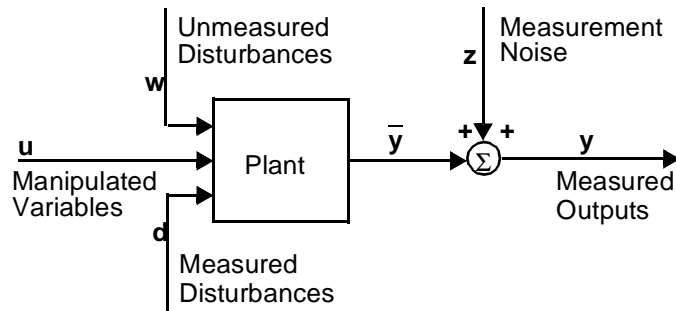 Unmeasured
Disturbances
w
Measurement
Noise
z
u
Manipulated
Variables
Plant
y̅
+ +
Σ
y
Measured
Outputs
d
Measured
Disturbances